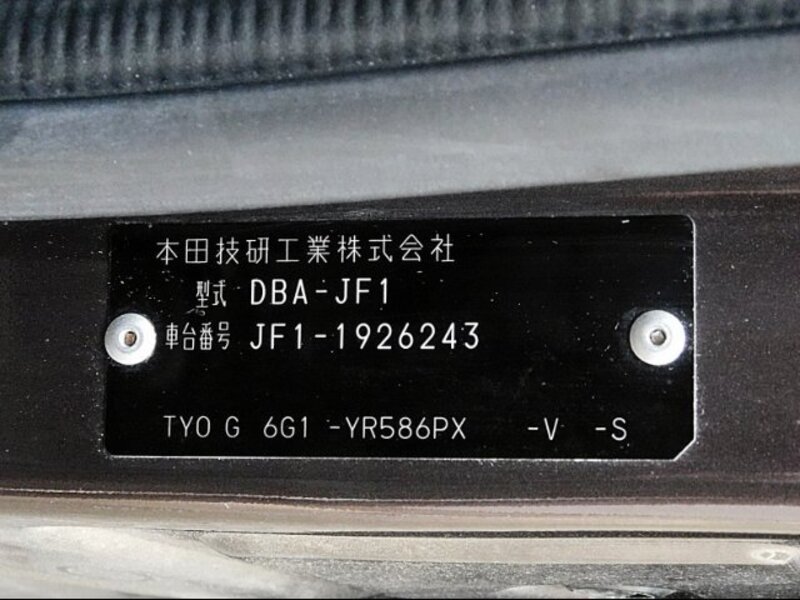 本田技研工業株式会社
型式 DBA-JF1
車台番号 JF1-1926243
TYO G 6G1 -YR586PX -V -S